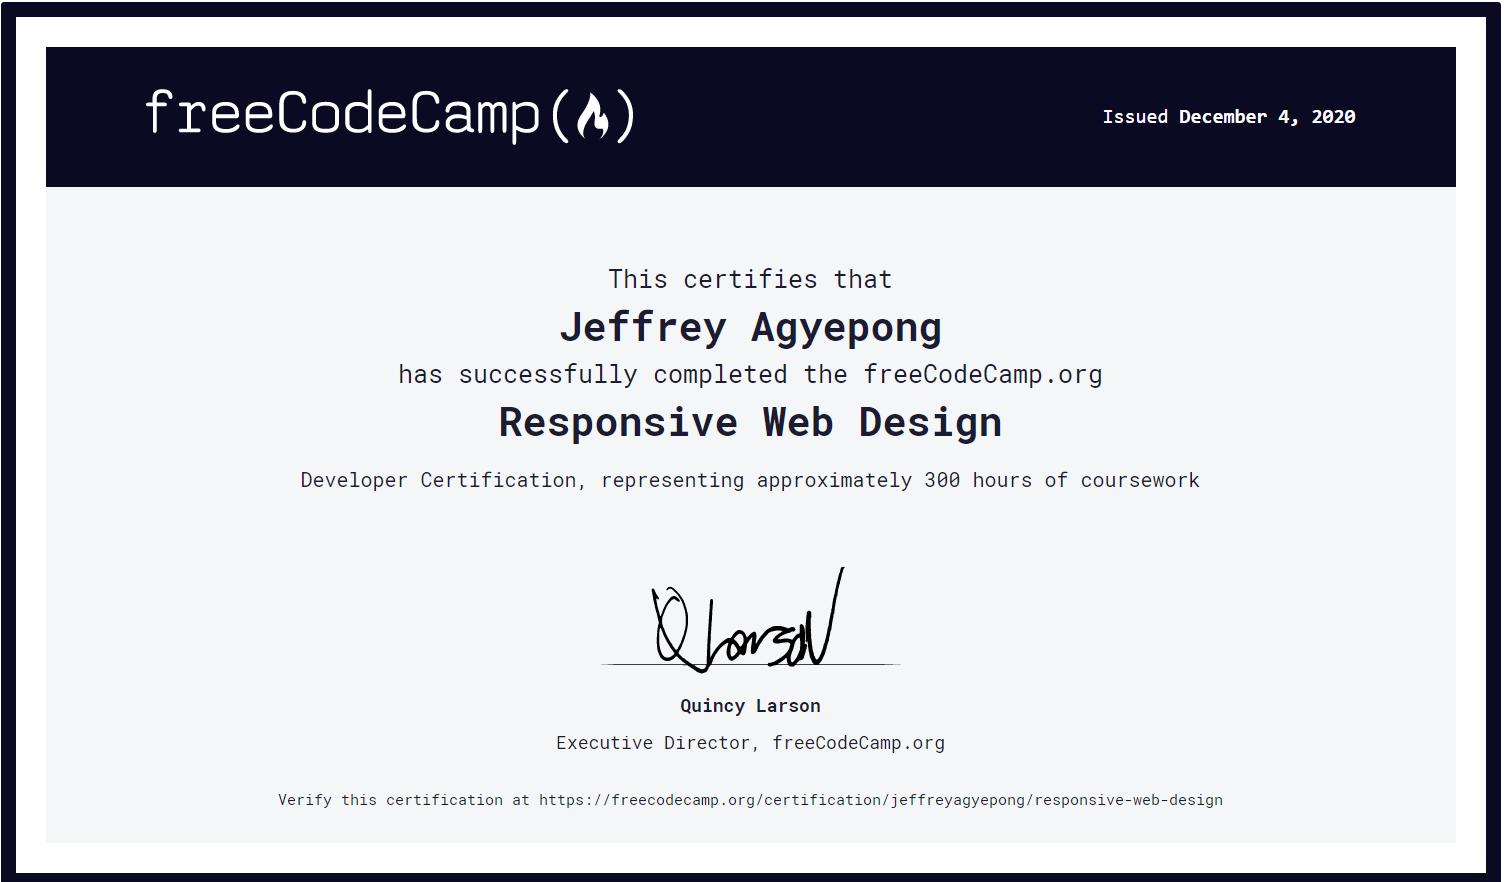 freeCodeCamp(🔥)
Issued December 4, 2020
This certifies that
Jeffrey Agyepong
has successfully completed the freeCodeCamp.org
Responsive Web Design
Developer Certification, representing approximately 300 hours of coursework
Q Larson
Quincy Larson
Executive Director, freeCodeCamp.org
Verify this certification at https://freecodecamp.org/certification/jeffreyagyepong/responsive-web-design